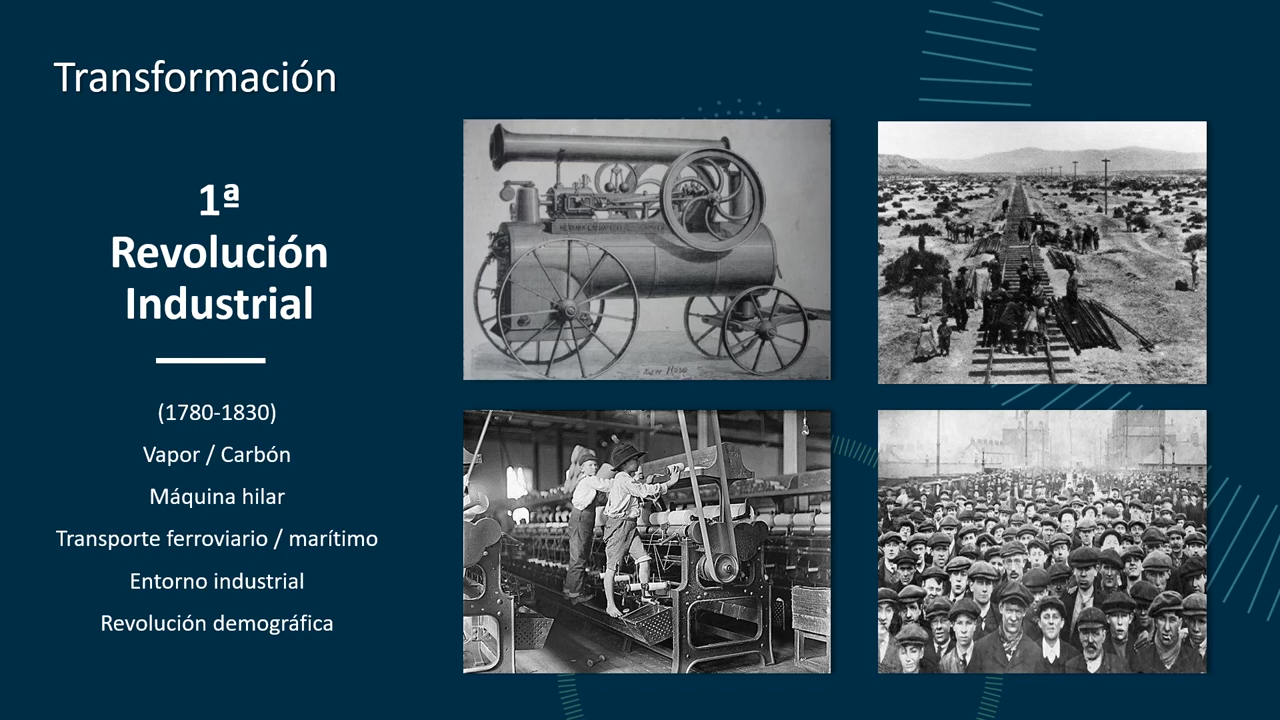 Transformación
1ª
Revolución
Industrial
(1780-1830)
Vapor / Carbón
Máquina hilar
Transporte ferroviario / marítimo
Entorno industrial
Revolución demográfica